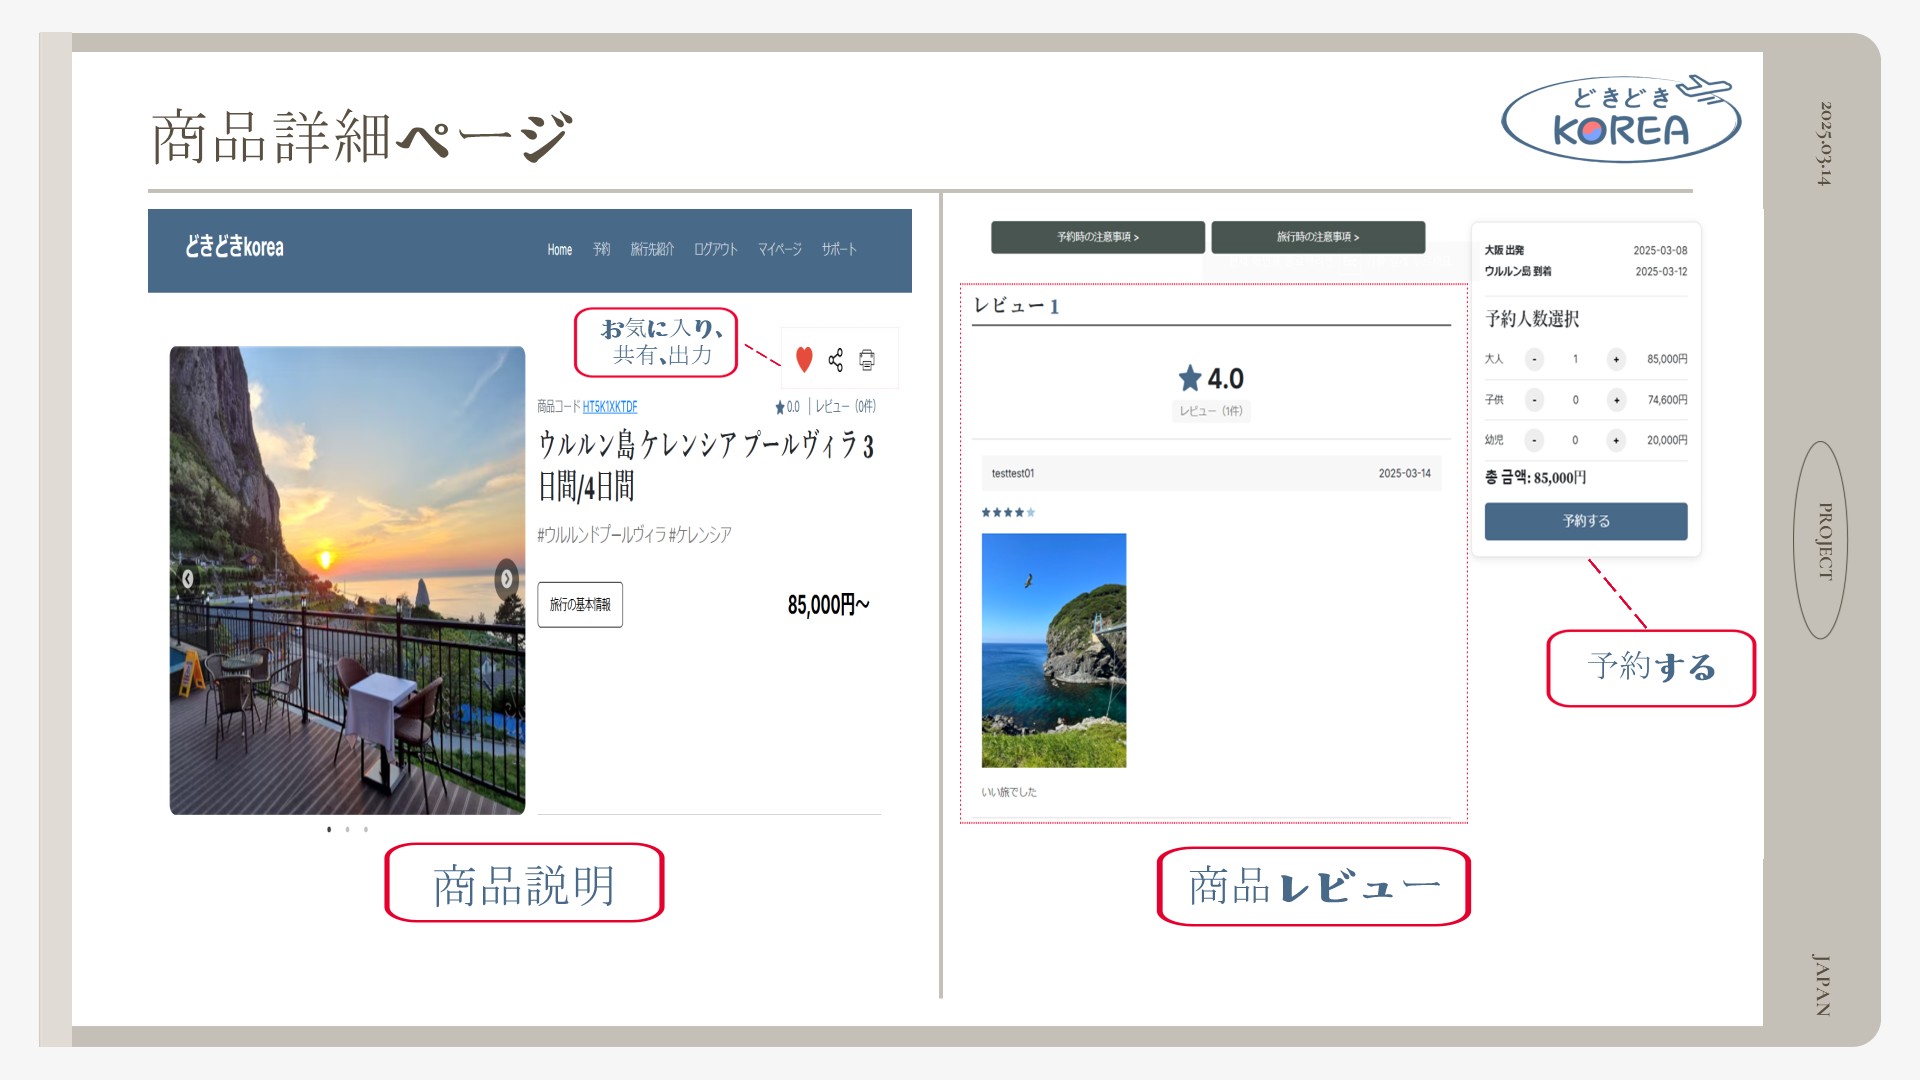 商品詳細ページ
どきどき
KOREA
2025.03.14
PROJECT
JAPAN
どきどきkorea
Home 予約 旅行先紹介 ログアウト マイページ サポート
お気に入り、
共有、出力
商品コード HT5K1XKTDF
0.0 | レビュー (0件)
ウルルン島 ケレンシア プールヴィラ 3
日間/4日間
#ウルルンドプールヴィラ #ケレンシア
旅行の基本情報
85,000円~
商品説明
予約時の注意事項 >
旅行時の注意事項 >
レビュー 1
4.0
レビュー (1件)
testtest01
2025-03-14
いい旅でした
商品レビュー
大阪 出発 2025-03-08
ウルルン島 到着 2025-03-12
予約人数選択
大人 - 1 + 85,000円
子供 - 0 + 74,600円
幼児 - 0 + 20,000円
총 금액: 85,000円
予約する
予約する